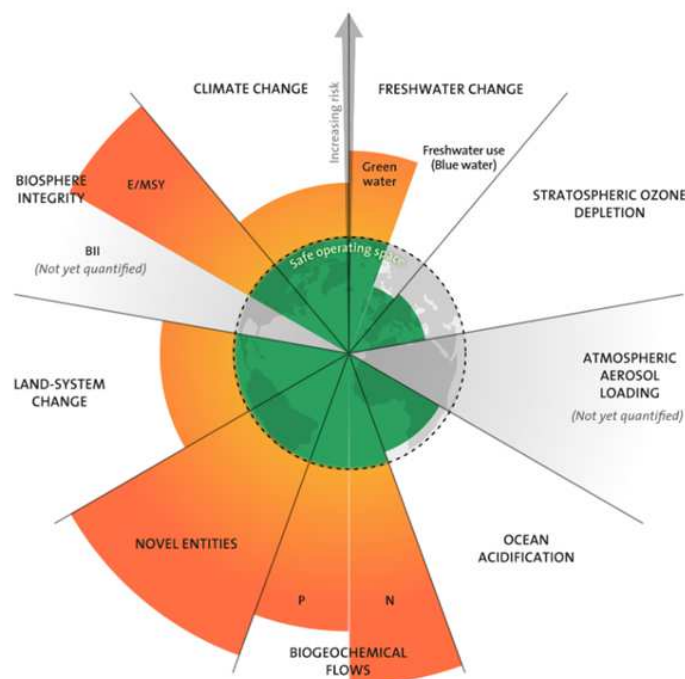 CLIMATE CHANGE
FRESHWATER CHANGE
Increasing risk
Green
water
Freshwater use
(Blue water)
E/MSY
BIOSPHERE
INTEGRITY
STRATOSPHERIC OZONE
DEPLETION
BII
(Not yet quantified)
Safe operating space
LAND-SYSTEM
CHANGE
ATMOSPHERIC
AEROSOL
LOADING
(Not yet quantified)
NOVEL ENTITIES
OCEAN
ACIDIFICATION
P
N
BIOGEOCHEMICAL
FLOWS